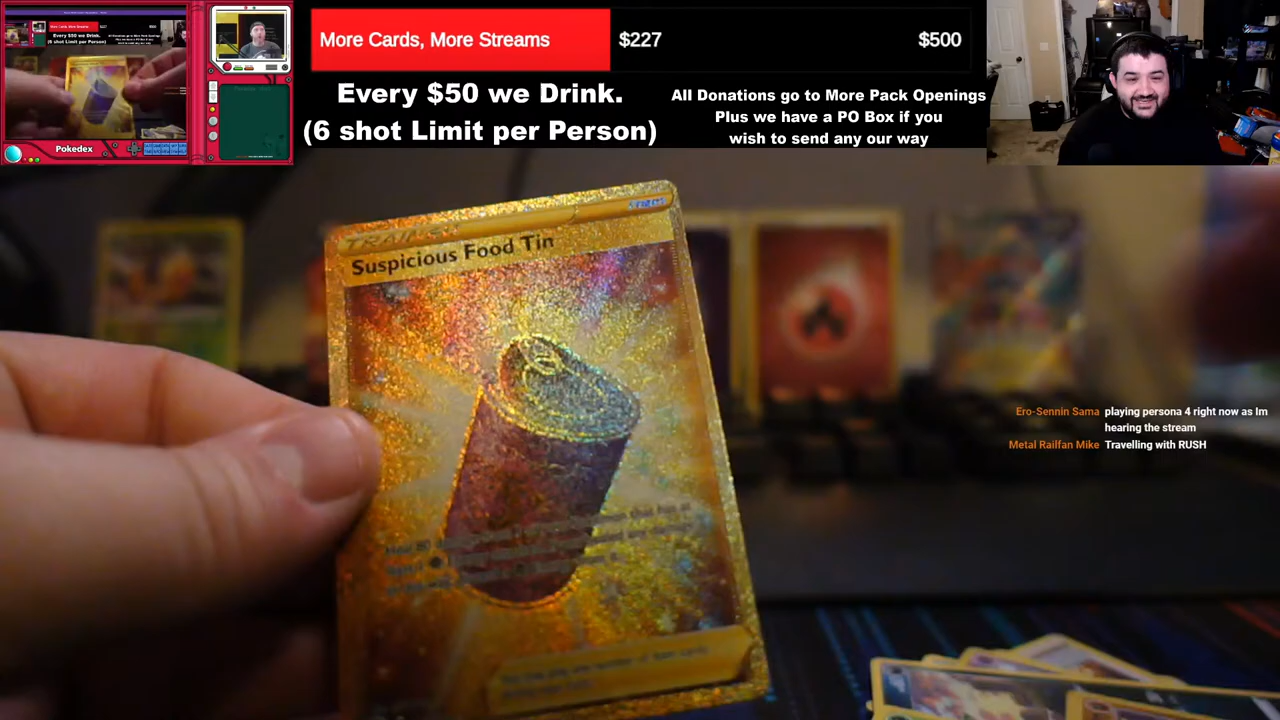 More Cards, More Streams $227 $500
Every $50 we Drink.
(6 shot Limit per Person)
All Donations go to More Pack Openings
Plus we have a PO Box if you
wish to send any our way
Pokedex
TRAINER
Suspicious Food Tin
Ero-Sennin Sama playing persona 4 right now as Im
hearing the stream
Metal Railfan Mike Travelling with RUSH